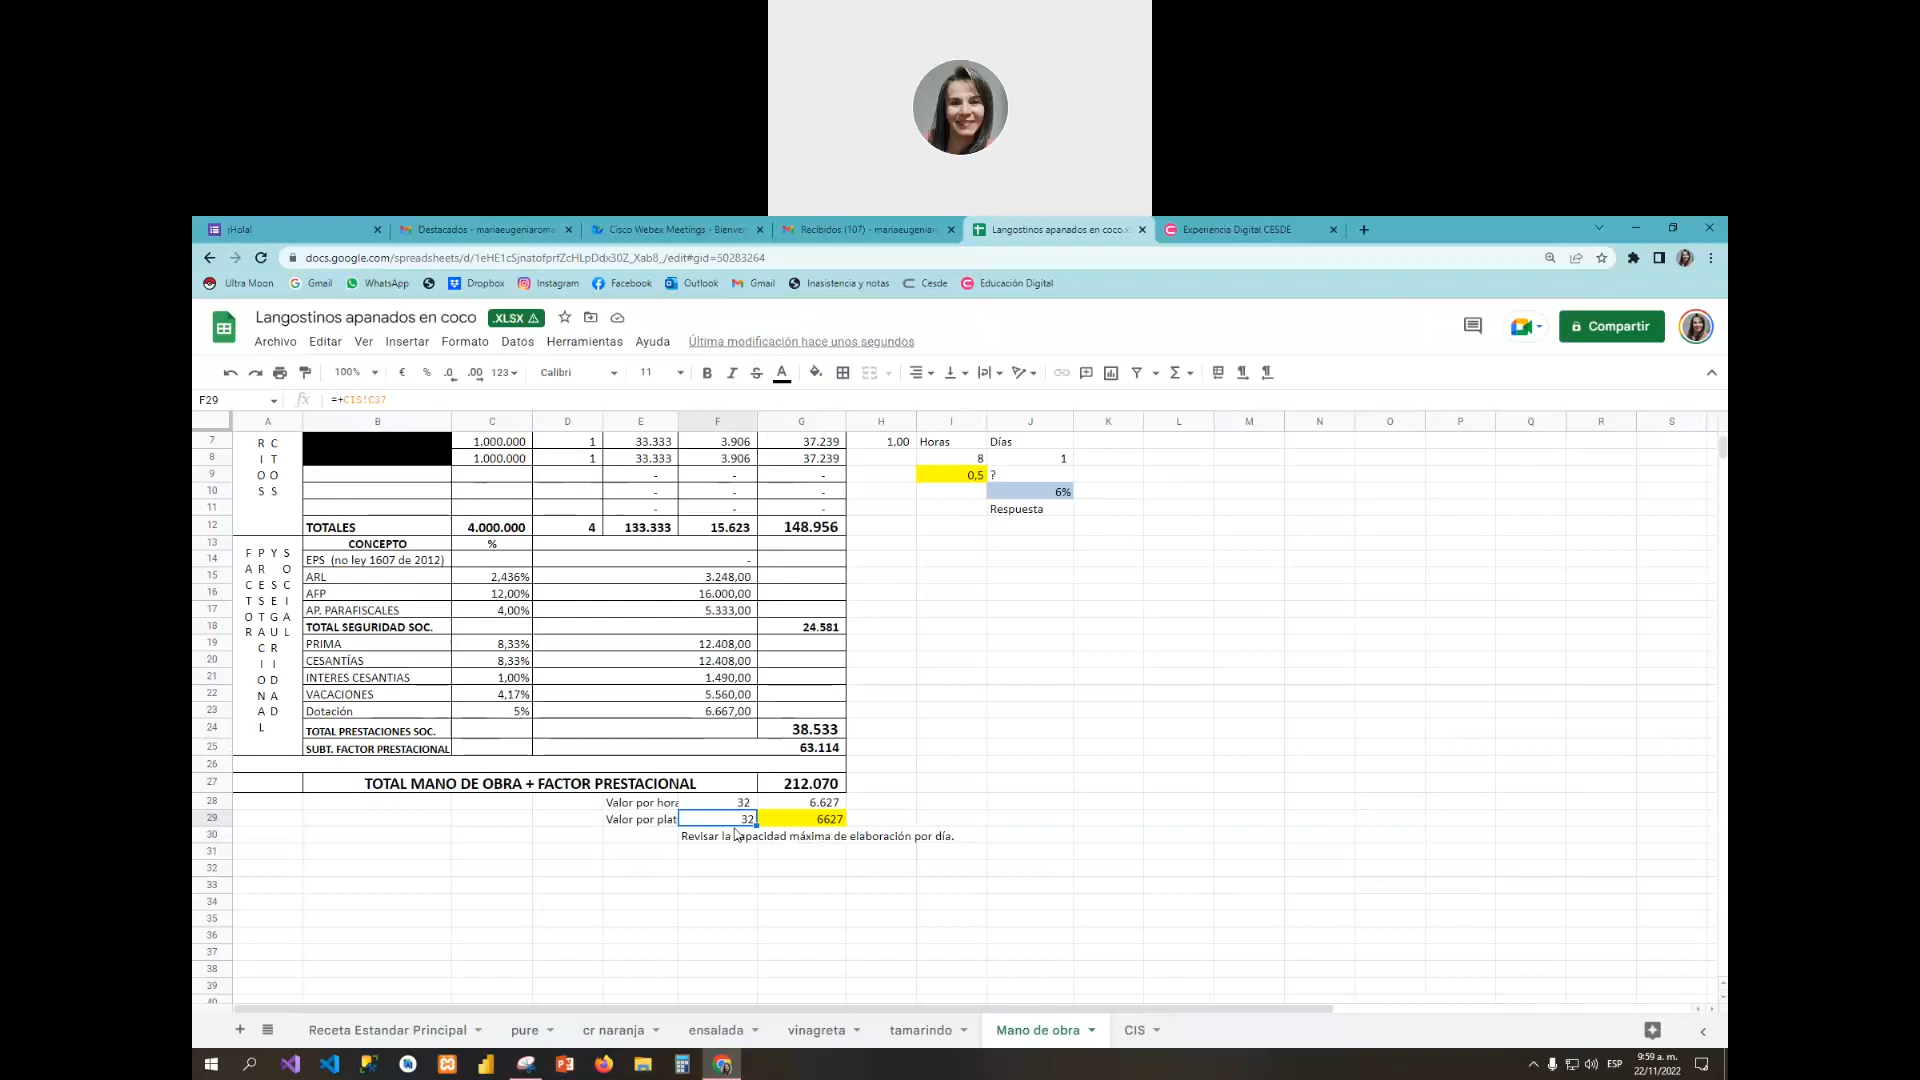 ¡Hola!
Destacados - mariaeugeniaroma
Cisco Webex Meetings - Bienven
Recibidos (107) - mariaeugeniar
Langostinos apanados en coco.x
Experiencia Digital CESDE
docs.google.com/spreadsheets/d/1eHE1cSjnatofprfZcHLpDdx30Z_Xab8_/edit#gid=50283264
Ultra Moon
Gmail
WhatsApp
Dropbox
Instagram
Facebook
Outlook
Gmail
Inasistencia y notas
Cesde
Educación Digital
Langostinos apanados en coco
.XLSX
Compartir
Archivo Editar Ver Insertar Formato Datos Herramientas Ayuda
Última modificación hace unos segundos
100% € % .0 .00 123 Calibri 11 B I S A
F29 =+CIS!C37
A B C D E F G H I J K L M N O P Q R S
7 1.000.000 1 33.333 3.906 37.239 1,00 Horas Días
8 1.000.000 1 33.333 3.906 37.239 8 1
9 - - - 0,5 ?
10 - - - 6%
11 - - - Respuesta
12 TOTALES 4.000.000 4 133.333 15.623 148.956
13 CONCEPTO %
14 EPS (no ley 1607 de 2012) -
15 ARL 2,436% 3.248,00
16 AFP 12,00% 16.000,00
17 AP. PARAFISCALES 4,00% 5.333,00
18 TOTAL SEGURIDAD SOC. 24.581
19 PRIMA 8,33% 12.408,00
20 CESANTÍAS 8,33% 12.408,00
21 INTERES CESANTIAS 1,00% 1.490,00
22 VACACIONES 4,17% 5.560,00
23 Dotación 5% 6.667,00
24 TOTAL PRESTACIONES SOC. 38.533
25 SUBT. FACTOR PRESTACIONAL 63.114
26
27 TOTAL MANO DE OBRA + FACTOR PRESTACIONAL 212.070
28 Valor por hora 32 6.627
29 Valor por plat 32 6627
30 Revisar la capacidad máxima de elaboración por día.
31
32
33
34
35
36
37
38
39
40
Receta Estandar Principal
pure
cr naranja
ensalada
vinagreta
tamarindo
Mano de obra
CIS
ESP
9:59 a. m.
22/11/2022